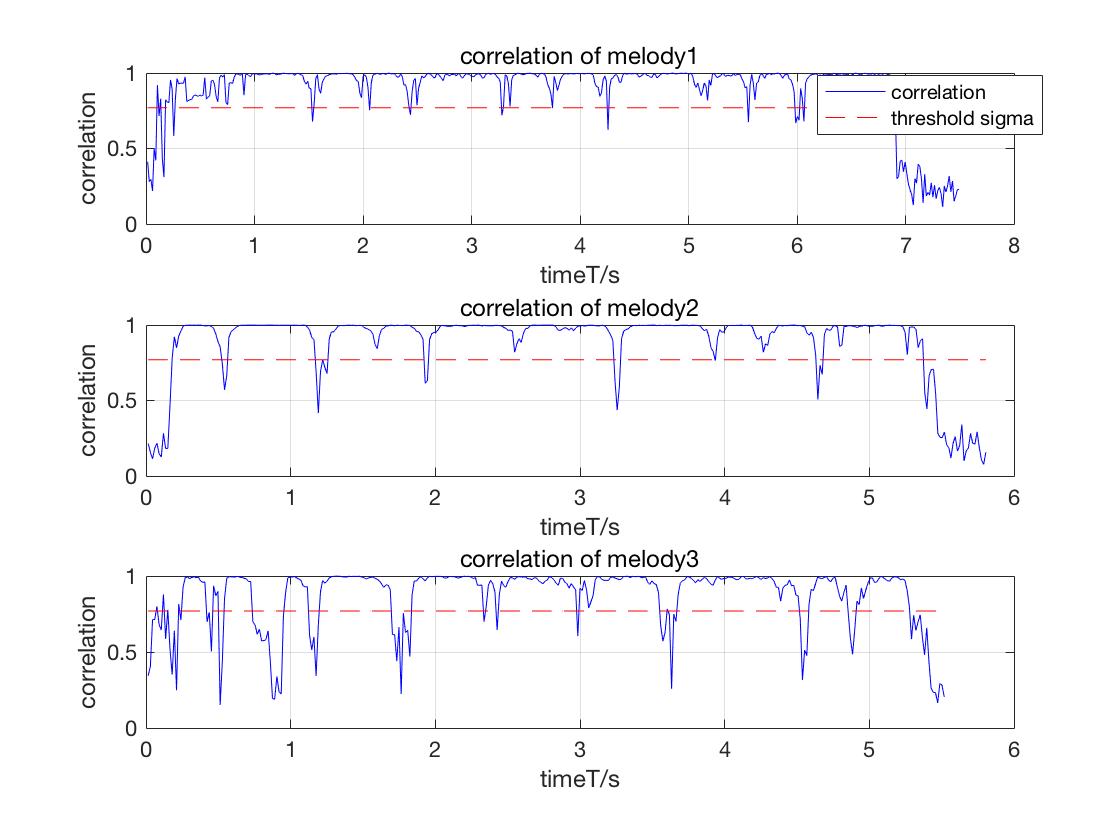 correlation of melody1
1
0.5
0
correlation
correlation
threshold sigma
0 1 2 3 4 5 6 7 8
timeT/s
correlation of melody2
1
0.5
0
correlation
0 1 2 3 4 5 6
timeT/s
correlation of melody3
1
0.5
0
correlation
0 1 2 3 4 5 6
timeT/s